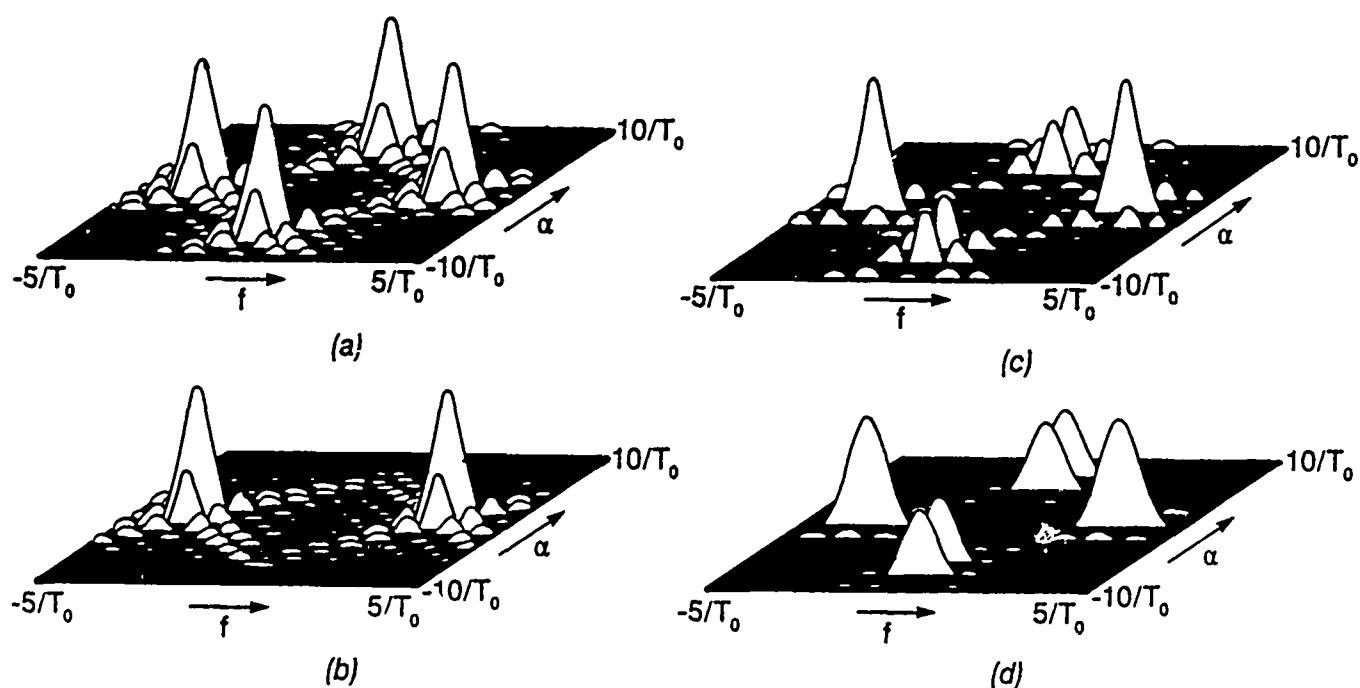 10/T₀
α
-5/T₀
f
5/T₀
-10/T₀
(a)
10/T₀
α
-5/T₀
f
5/T₀
-10/T₀
(c)
10/T₀
α
-5/T₀
f
5/T₀
-10/T₀
(b)
10/T₀
α
-5/T₀
f
5/T₀
-10/T₀
(d)